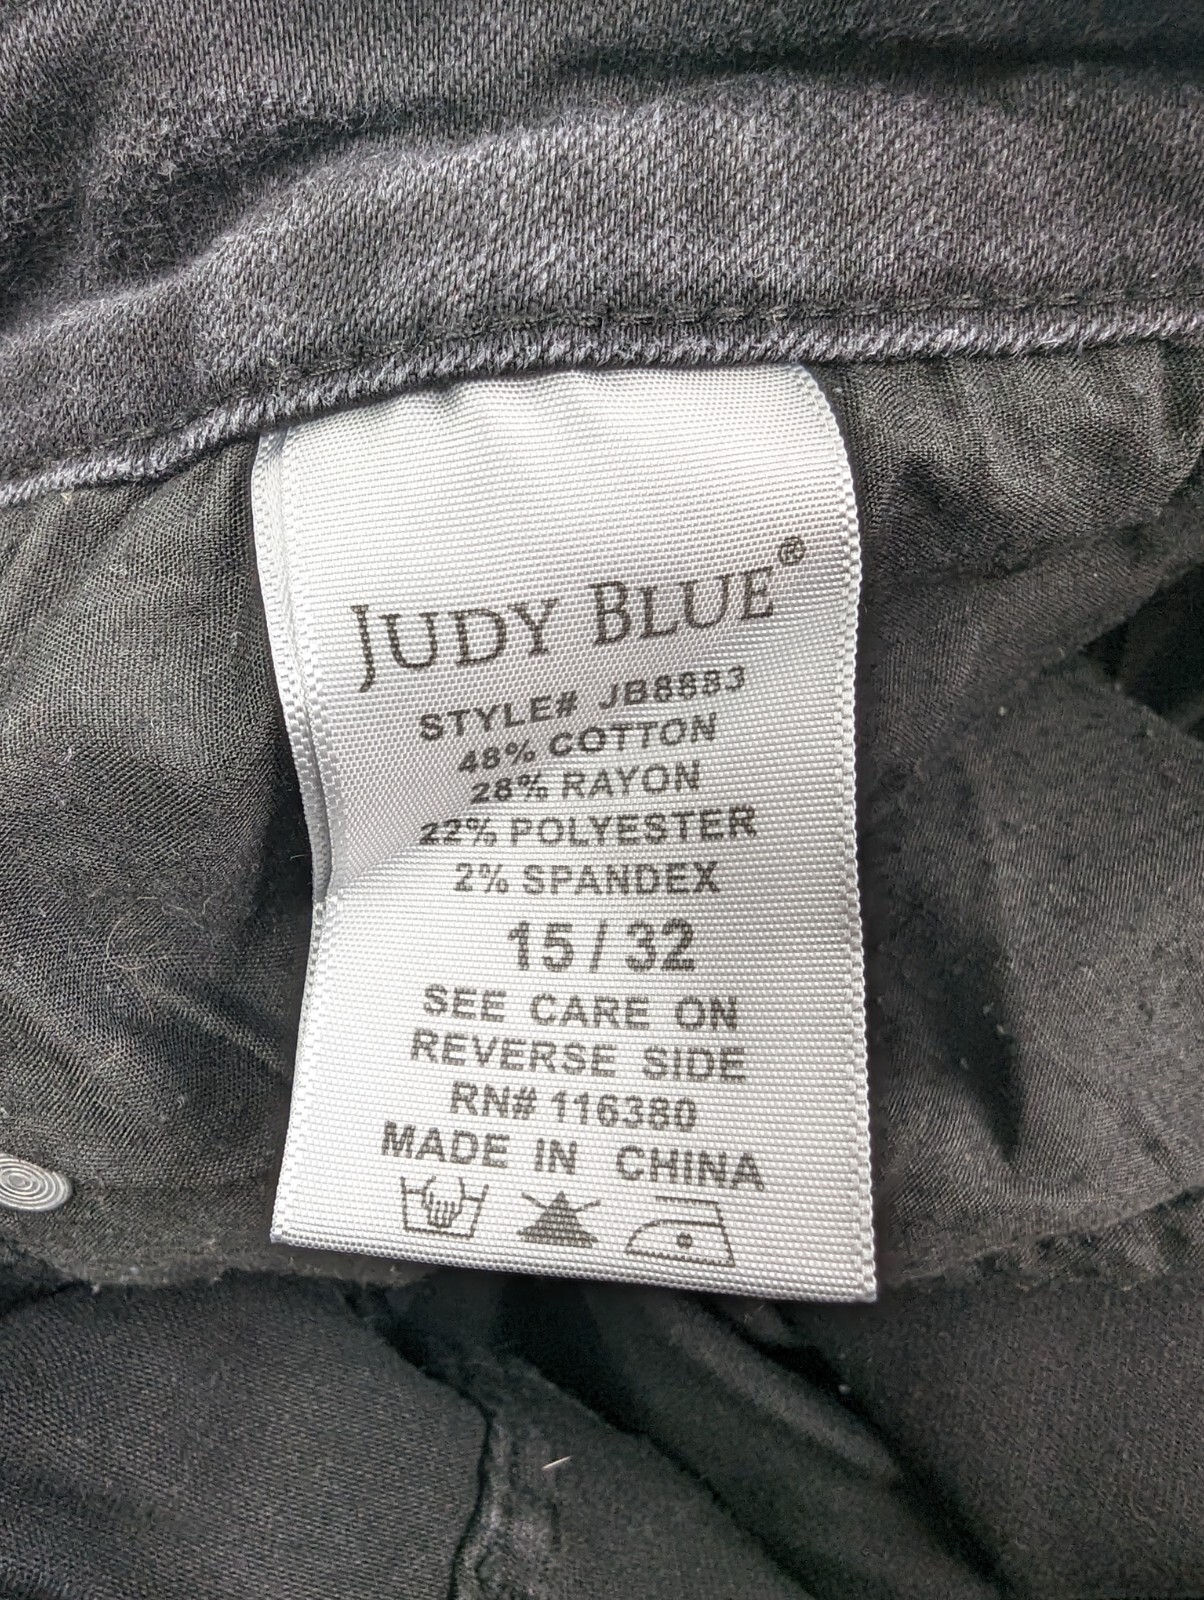 JUDY BLUE®
STYLE# JB8883
48% COTTON
28% RAYON
22% POLYESTER
2% SPANDEX
15 / 32
SEE CARE ON
REVERSE SIDE
RN# 116380
MADE IN CHINA